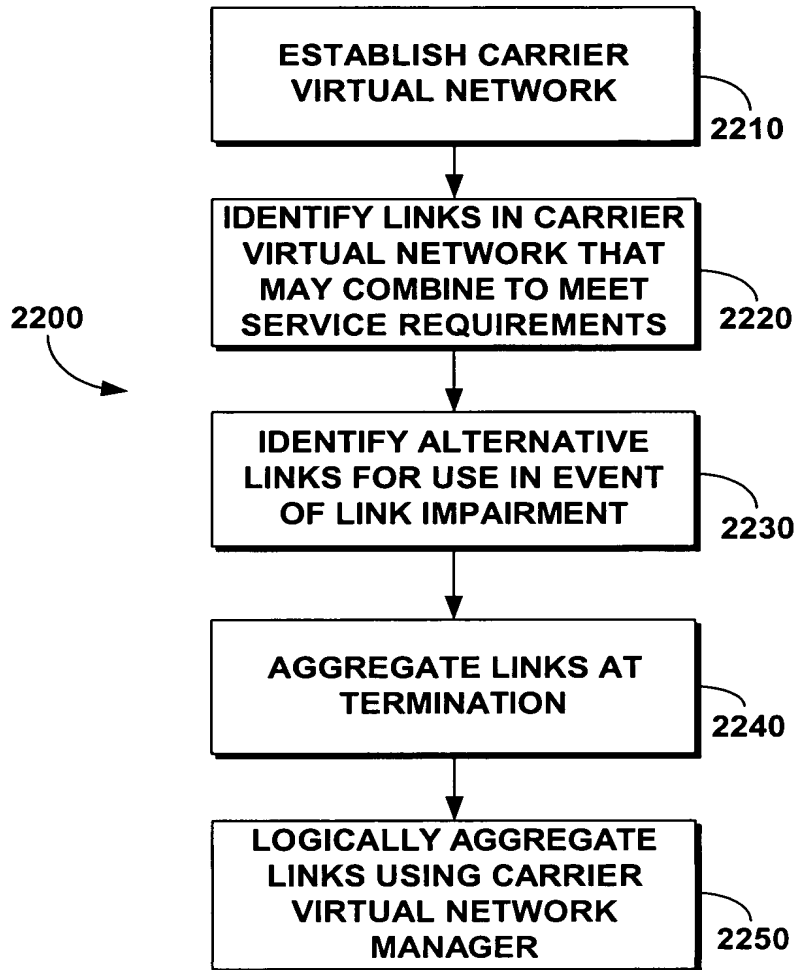 ESTABLISH CARRIER
VIRTUAL NETWORK
2210
IDENTIFY LINKS IN CARRIER
VIRTUAL NETWORK THAT
MAY COMBINE TO MEET
SERVICE REQUIREMENTS
2220
2200
IDENTIFY ALTERNATIVE
LINKS FOR USE IN EVENT
OF LINK IMPAIRMENT
2230
AGGREGATE LINKS AT
TERMINATION
2240
LOGICALLY AGGREGATE
LINKS USING CARRIER
VIRTUAL NETWORK
MANAGER
2250